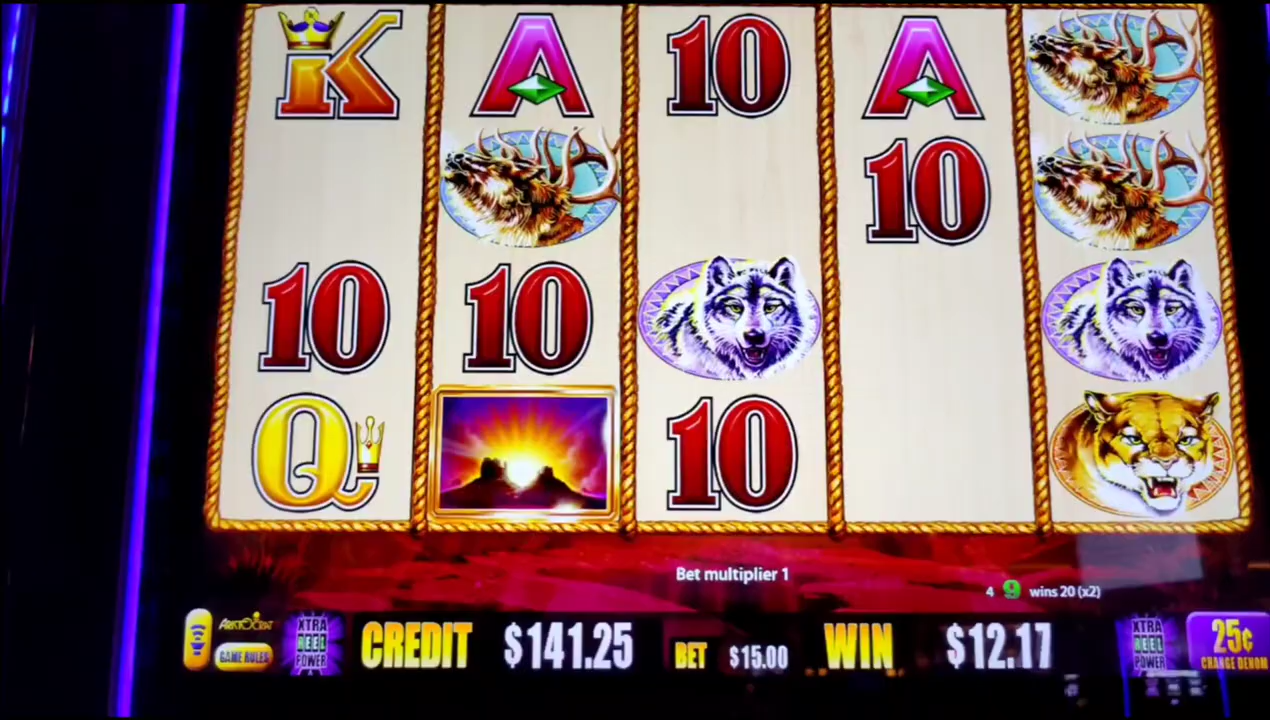 K A 10 A
10
10 10
Q 10
Bet multiplier 1
4 9 wins 20 (x2)
ARISTOCRAT
GAME RULES
XTRA REEL POWER
CREDIT $141.25 BET $15.00 WIN $12.17
XTRA REEL POWER
25¢
CHANGE DENOM